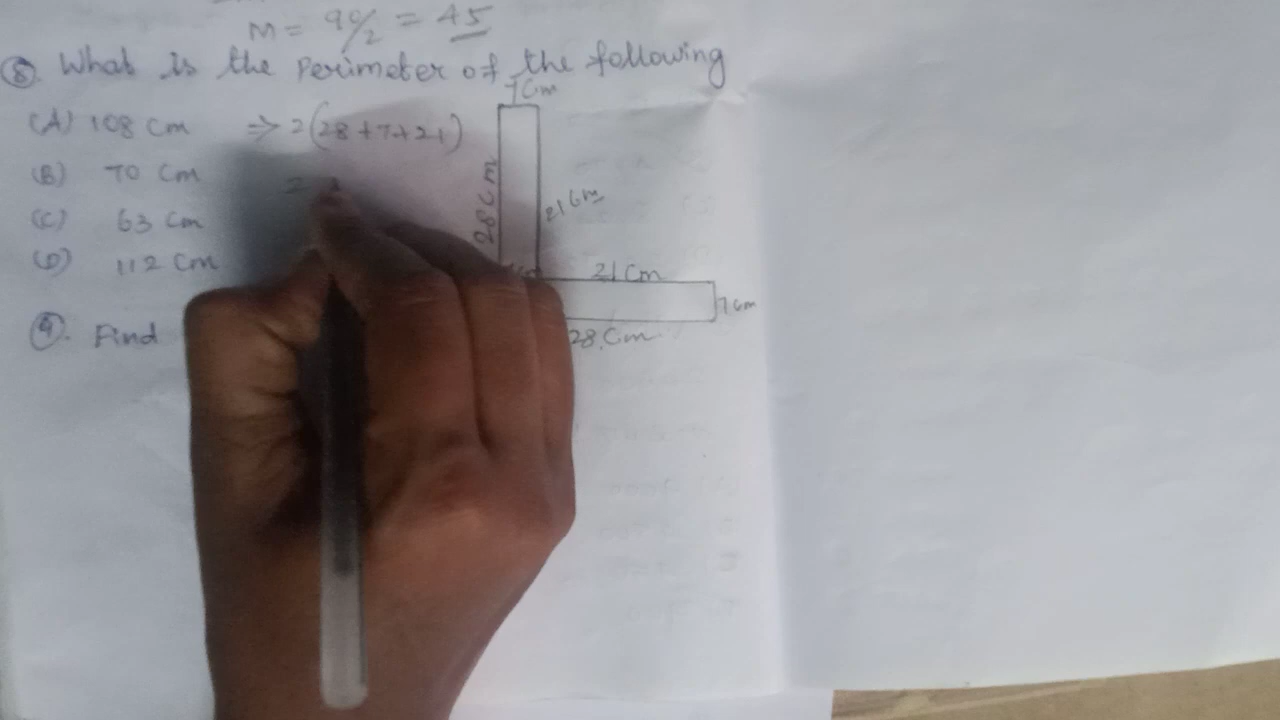 M = 90/2 = 45
(8). What is the perimeter of the following
7 Cm
(A) 108 Cm ⇒ 2(28+7+21)
(B) 70 Cm
28 Cm
21 Cm
(C) 63 Cm
(D) 112 Cm
21 Cm
7 Cm
(9). Find
28 Cm